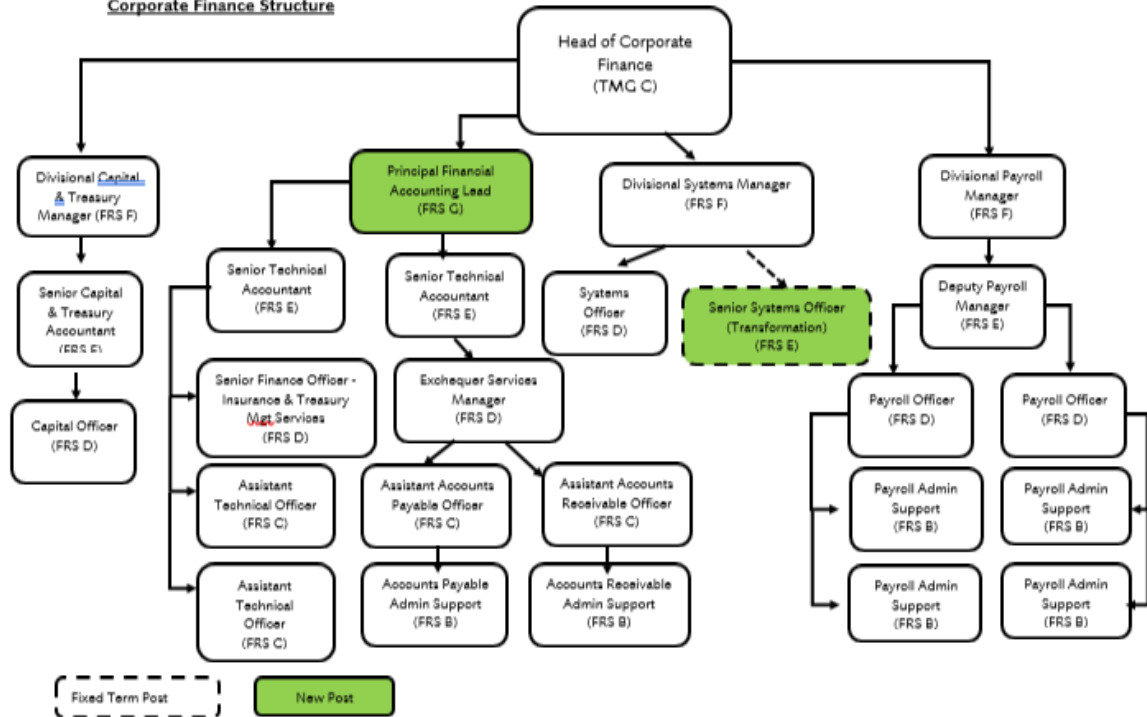 Corporate Finance Structure
Head of Corporate
Finance
(TMG C)
Divisional Capital
& Treasury
Manager (FRS F)
Principal Financial
Accounting Lead
(FRS G)
Divisional Systems Manager
(FRS F)
Divisional Payroll
Manager
(FRS F)
Senior Capital
& Treasury
Accountant
(FRS E)
Senior Technical
Accountant
(FRS E)
Senior Technical
Accountant
(FRS E)
Systems
Officer
(FRS D)
Senior Systems Officer
(Transformation)
(FRS E)
Deputy Payroll
Manager
(FRS E)
Capital Officer
(FRS D)
Senior Finance Officer -
Insurance & Treasury
Mgt Services
(FRS D)
Exchequer Services
Manager
(FRS D)
Payroll Officer
(FRS D)
Payroll Officer
(FRS D)
Assistant
Technical Officer
(FRS C)
Assistant Accounts
Payable Officer
(FRS C)
Assistant Accounts
Receivable Officer
(FRS C)
Payroll Admin
Support
(FRS B)
Payroll Admin
Support
(FRS B)
Assistant
Technical
Officer
(FRS C)
Accounts Payable
Admin Support
(FRS B)
Accounts Receivable
Admin Support
(FRS B)
Payroll Admin
Support
(FRS B)
Payroll Admin
Support
(FRS B)
Fixed Term Post
New Post